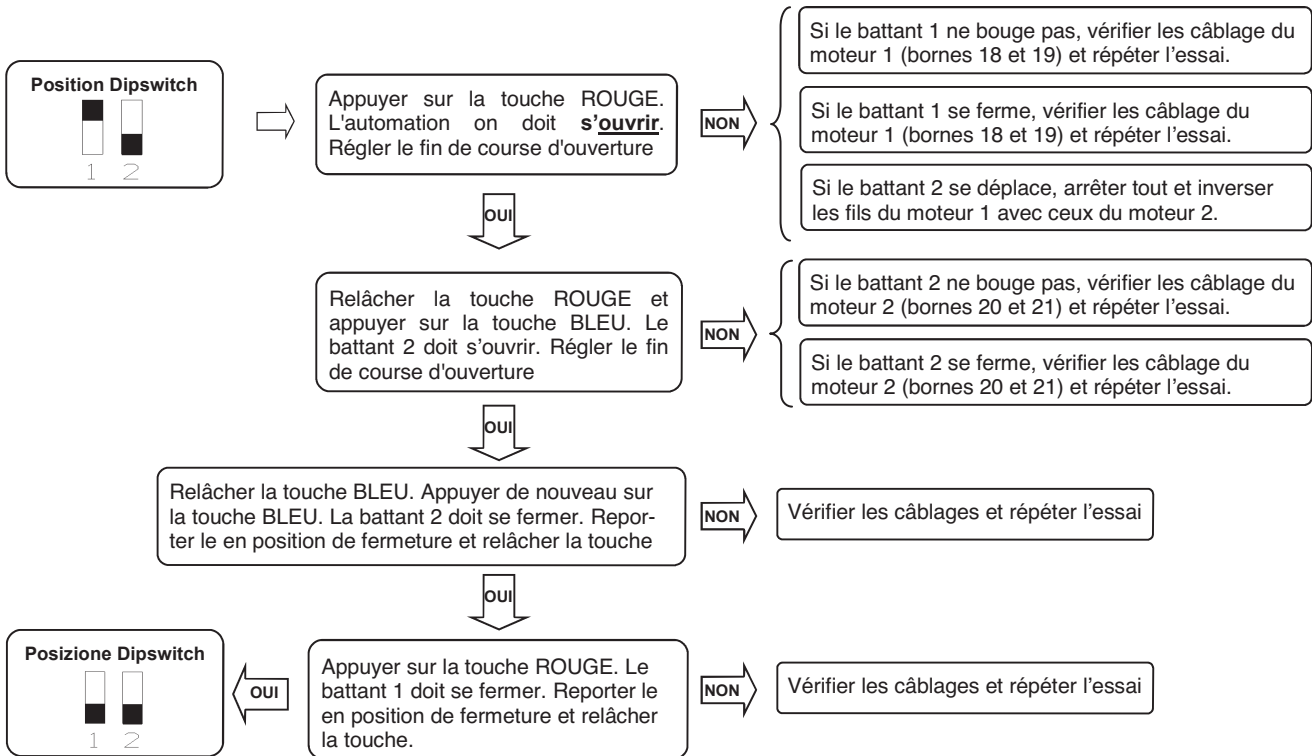 Position Dipswitch
1 2
Appuyer sur la touche ROUGE.
L'automation on doit s'ouvrir.
Régler le fin de course d'ouverture
NON
Si le battant 1 ne bouge pas, vérifier les câblage du
moteur 1 (bornes 18 et 19) et répéter l'essai.
Si le battant 1 se ferme, vérifier les câblage du
moteur 1 (bornes 18 et 19) et répéter l'essai.
Si le battant 2 se déplace, arrêter tout et inverser
les fils du moteur 1 avec ceux du moteur 2.
OUI
Relâcher la touche ROUGE et
appuyer sur la touche BLEU. Le
battant 2 doit s'ouvrir. Régler le fin
de course d'ouverture
NON
Si le battant 2 ne bouge pas, vérifier les câblage du
moteur 2 (bornes 20 et 21) et répéter l'essai.
Si le battant 2 se ferme, vérifier les câblage du
moteur 2 (bornes 20 et 21) et répéter l'essai.
OUI
Relâcher la touche BLEU. Appuyer de nouveau sur
la touche BLEU. La battant 2 doit se fermer. Repor-
ter le en position de fermeture et relâcher la touche
NON
Vérifier les câblages et répéter l'essai
OUI
Appuyer sur la touche ROUGE. Le
battant 1 doit se fermer. Reporter le
en position de fermeture et relâcher
la touche.
NON
Vérifier les câblages et répéter l'essai
OUI
Posizione Dipswitch
1 2